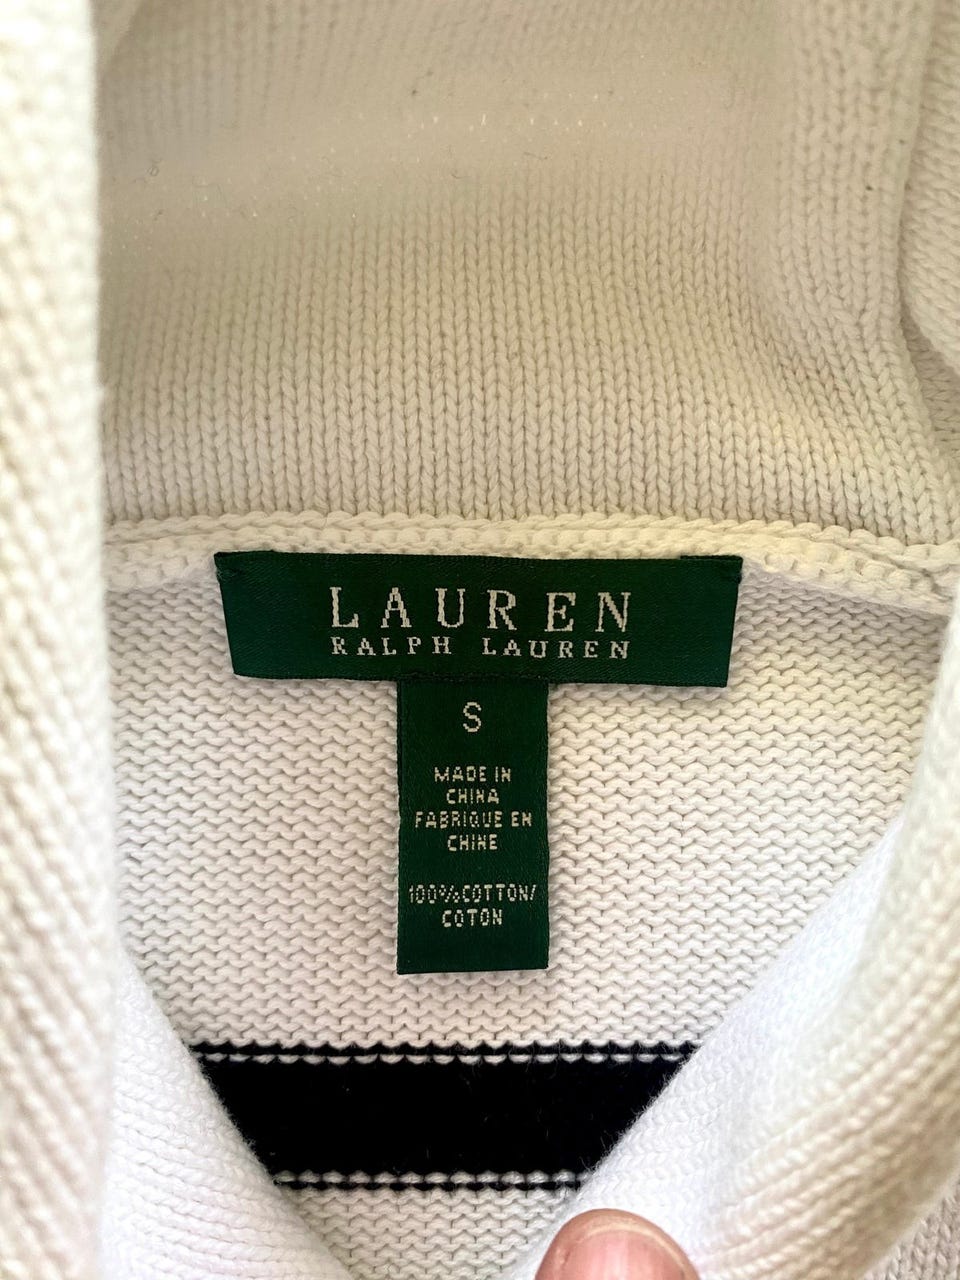 LAUREN
RALPH LAUREN
S
MADE IN
CHINA
FABRIQUE EN
CHINE
100%COTTON/
COTON